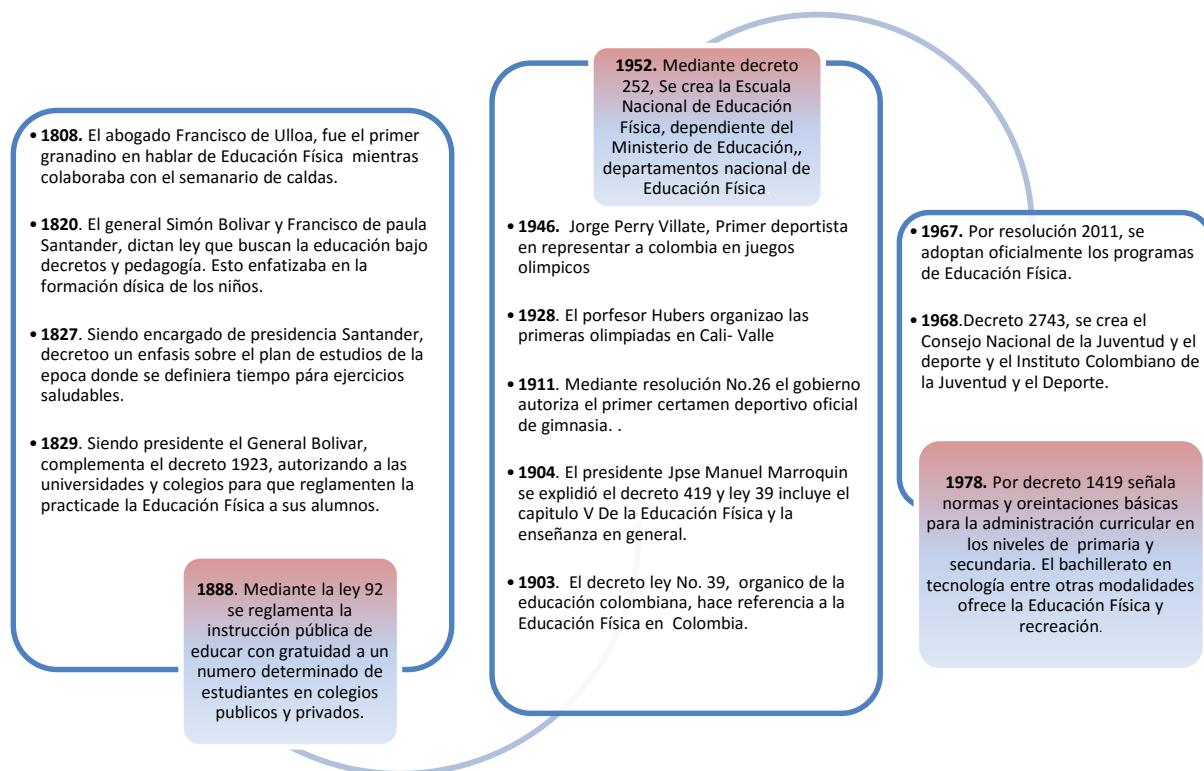 • 1808. El abogado Francisco de Ulloa, fue el primer
granadino en hablar de Educación Física mientras
colaboraba con el semanario de caldas.
• 1820. El general Simón Bolivar y Francisco de paula
Santander, dictan ley que buscan la educación bajo
decretos y pedagogía. Esto enfatizaba en la
formación dísica de los niños.
• 1827. Siendo encargado de presidencia Santander,
decretoo un enfasis sobre el plan de estudios de la
epoca donde se definiera tiempo pára ejercicios
saludables.
• 1829. Siendo presidente el General Bolivar,
complementa el decreto 1923, autorizando a las
universidades y colegios para que reglamenten la
practicade la Educación Física a sus alumnos.
1888. Mediante la ley 92
se reglamenta la
instrucción pública de
educar con gratuidad a un
numero determinado de
estudiantes en colegios
publicos y privados.
1952. Mediante decreto
252, Se crea la Escuala
Nacional de Educación
Física, dependiente del
Ministerio de Educación,,
departamentos nacional de
Educación Física
• 1946. Jorge Perry Villate, Primer deportista
en representar a colombia en juegos
olimpicos
• 1928. El porfesor Hubers organizao las
primeras olimpiadas en Cali- Valle
• 1911. Mediante resolución No.26 el gobierno
autoriza el primer certamen deportivo oficial
de gimnasia. .
• 1904. El presidente Jpse Manuel Marroquin
se explidió el decreto 419 y ley 39 incluye el
capitulo V De la Educación Física y la
enseñanza en general.
• 1903. El decreto ley No. 39, organico de la
educación colombiana, hace referencia a la
Educación Física en Colombia.
• 1967. Por resolución 2011, se
adoptan oficialmente los programas
de Educación Física.
• 1968.Decreto 2743, se crea el
Consejo Nacional de la Juventud y el
deporte y el Instituto Colombiano de
la Juventud y el Deporte.
1978. Por decreto 1419 señala
normas y oreintaciones básicas
para la administración curricular en
los niveles de primaria y
secundaria. El bachillerato en
tecnología entre otras modalidades
ofrece la Educación Física y
recreación.